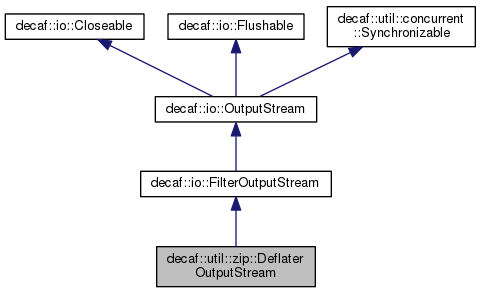 decaf::io::Closeable
decaf::io::Flushable
decaf::util::concurrent
::Synchronizable
decaf::io::OutputStream
decaf::io::FilterOutputStream
decaf::util::zip::Deflater
OutputStream